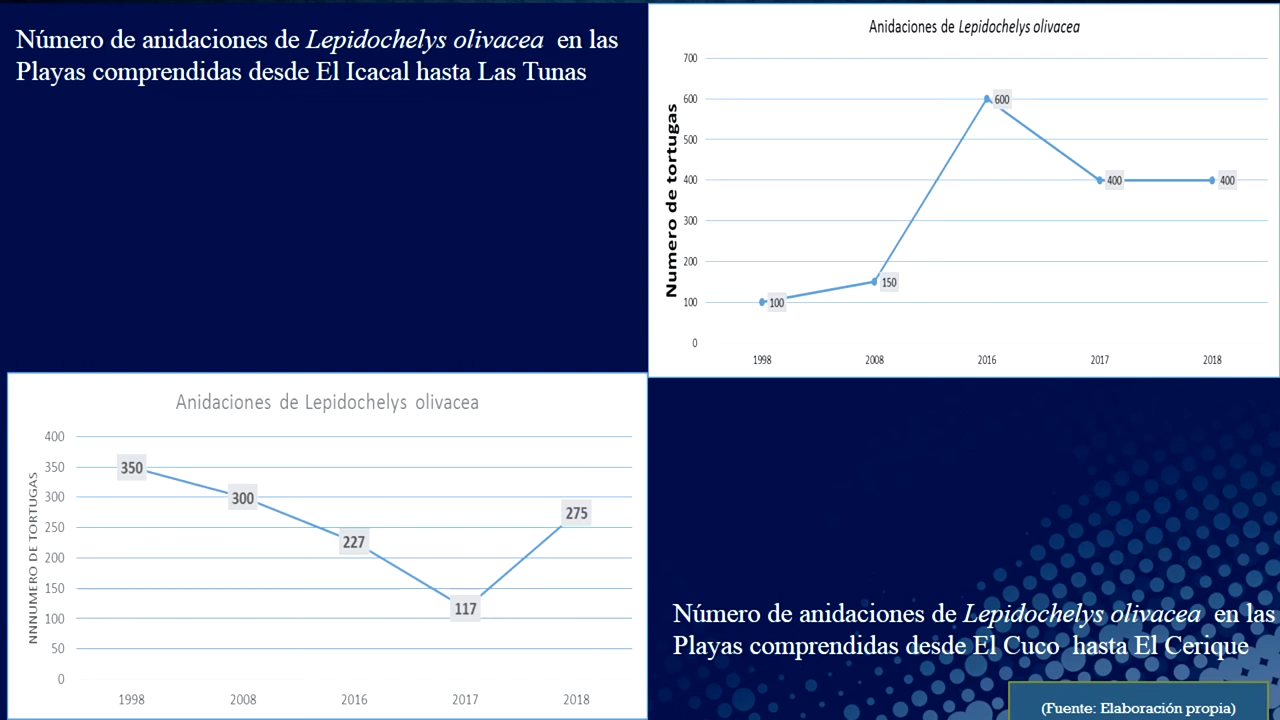 Número de anidaciones de Lepidochelys olivacea en las
Playas comprendidas desde El Icacal hasta Las Tunas
Anidaciones de Lepidochelys olivacea
Numero de tortugas
700
600
500
400
300
200
100
0
600
400
400
150
100
1998 2008 2016 2017 2018
Anidaciones de Lepidochelys olivacea
NNNUMERO DE TORTUGAS
400
350
300
250
200
150
100
50
0
350
300
227
117
275
1998 2008 2016 2017 2018
Número de anidaciones de Lepidochelys olivacea en las
Playas comprendidas desde El Cuco hasta El Cerique
(Fuente: Elaboración propia)